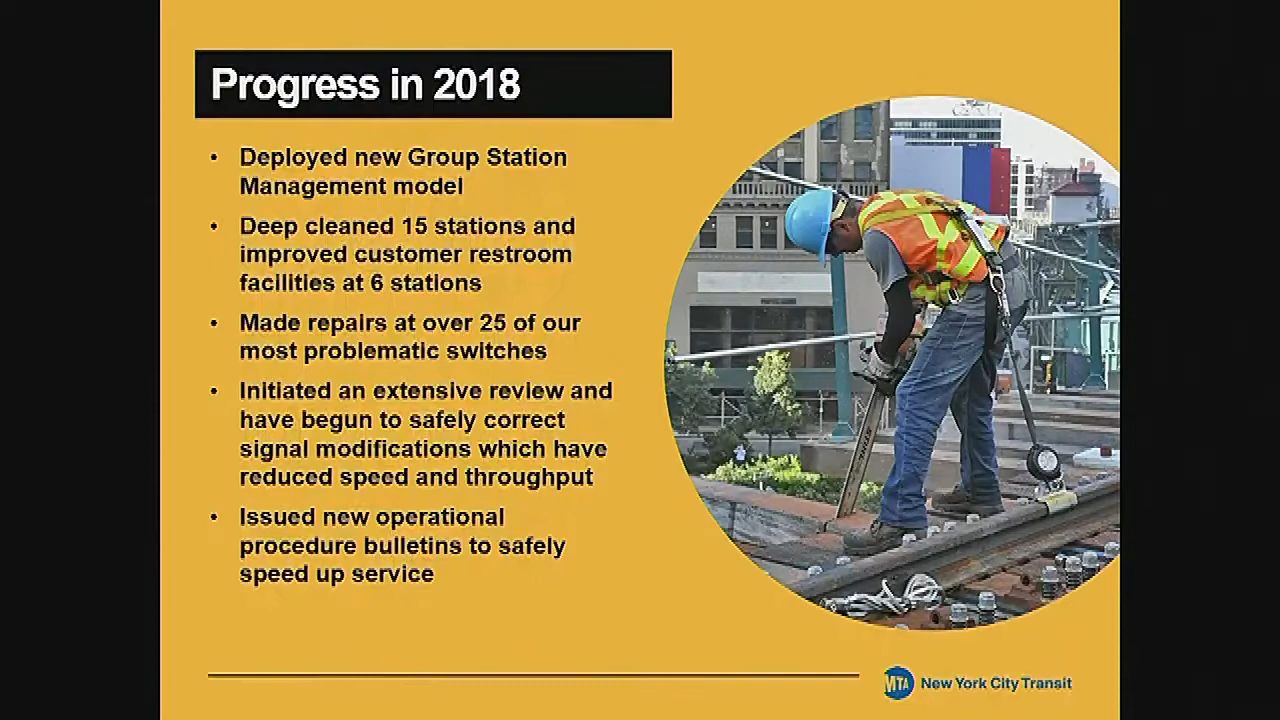 Progress in 2018
• Deployed new Group Station
Management model
• Deep cleaned 15 stations and
improved customer restroom
facilities at 6 stations
• Made repairs at over 25 of our
most problematic switches
• Initiated an extensive review and
have begun to safely correct
signal modifications which have
reduced speed and throughput
• Issued new operational
procedure bulletins to safely
speed up service
MTA New York City Transit